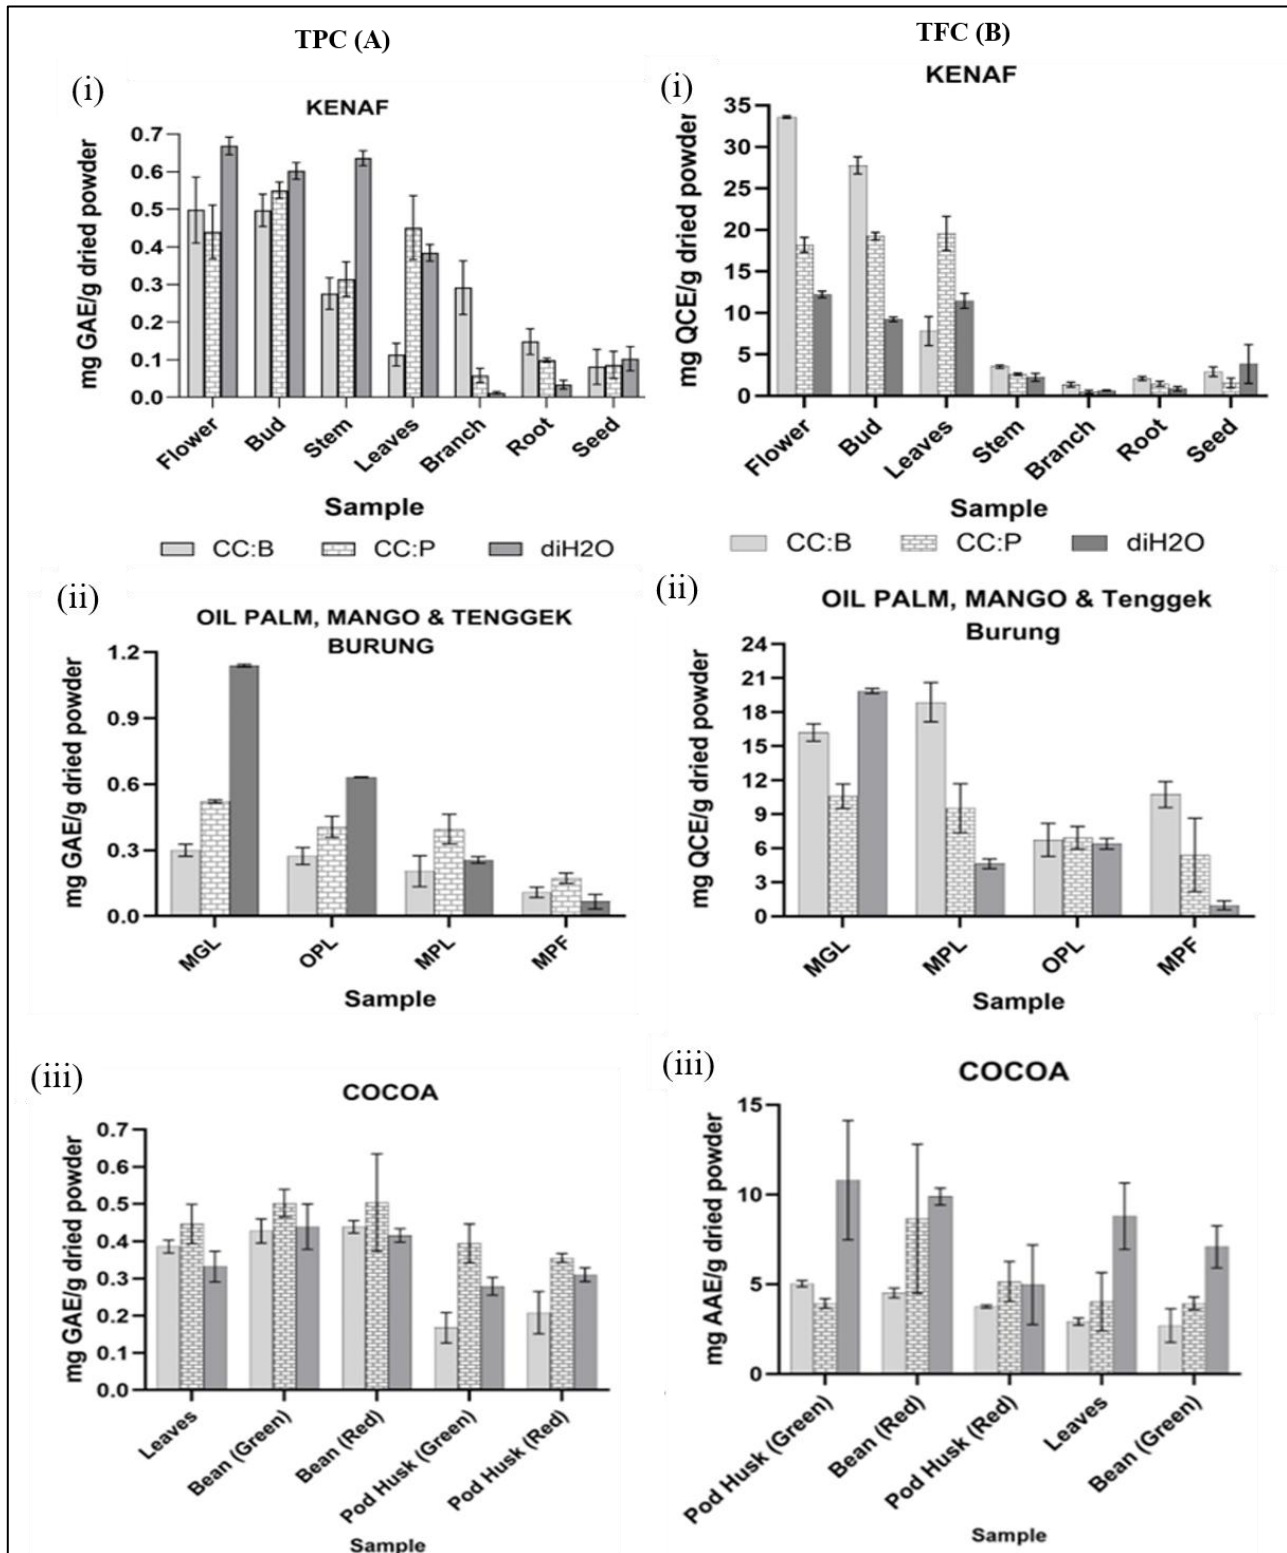 TPC (A)
TFC (B)
(i)
KENAF
mg GAE/g dried powder
0.7
0.6
0.5
0.4
0.3
0.2
0.1
0.0
Flower
Bud
Stem
Leaves
Branch
Root
Seed
Sample
CC:B
CC:P
diH2O
(i)
KENAF
mg QCE/g dried powder
35
30
25
20
15
10
5
0
Flower
Bud
Leaves
Stem
Branch
Root
Seed
Sample
CC:B
CC:P
diH2O
(ii)
OIL PALM, MANGO & TENGGEK
BURUNG
mg GAE/g dried powder
1.2
0.9
0.6
0.3
0.0
MGL
OPL
MPL
MPF
Sample
(ii)
OIL PALM, MANGO & Tenggek
Burung
mg QCE/g dried powder
24
21
18
15
12
9
6
3
0
MGL
MPL
OPL
MPF
Sample
(iii)
COCOA
mg GAE/g dried powder
0.7
0.6
0.5
0.4
0.3
0.2
0.1
0.0
Leaves
Bean (Green)
Bean (Red)
Pod Husk (Green)
Pod Husk (Red)
Sample
(iii)
COCOA
mg AAE/g dried powder
15
10
5
0
Pod Husk (Green)
Bean (Red)
Pod Husk (Red)
Leaves
Bean (Green)
Sample